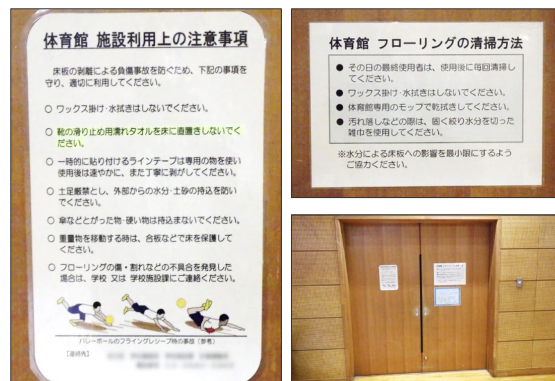 体育館 施設利用上の注意事項
床板の剥離による負傷事故を防ぐため、下記の事項を
守り、適切に利用してください。
○ ワックス掛け・水拭きはしないでください。
○ 靴の滑り止め用濡れタオルを床に直置きしないでく
ださい。
○ 一時的に貼り付けるラインテープは専用の物を使い
使用後は速やかに、また丁寧に剥がしてください。
○ 土足厳禁とし、外部からの水分・土砂の持込を防い
でください。
○ 傘などとがった物・硬い物は持込まないでください。
○ 重量物を移動する時は、合板などで床を保護して
ください。
○ フローリングの傷・割れなどの不具合を発見した
場合は、学校 又は 学校施設課にご連絡ください。
バレーボールのフライングレシーブ時の事故(参考)
【連絡先】
体育館 フローリングの清掃方法
● その日の最終使用者は、使用後に毎回清掃し
てください。
● ワックス掛け・水拭きはしないでください。
● 体育館専用のモップで乾拭きしてください。
● 汚れ落しなどの際は、固く絞り水分を切った
雑巾を使用してください。
※水分による床板への影響を最小限にするよう
ご協力ください。